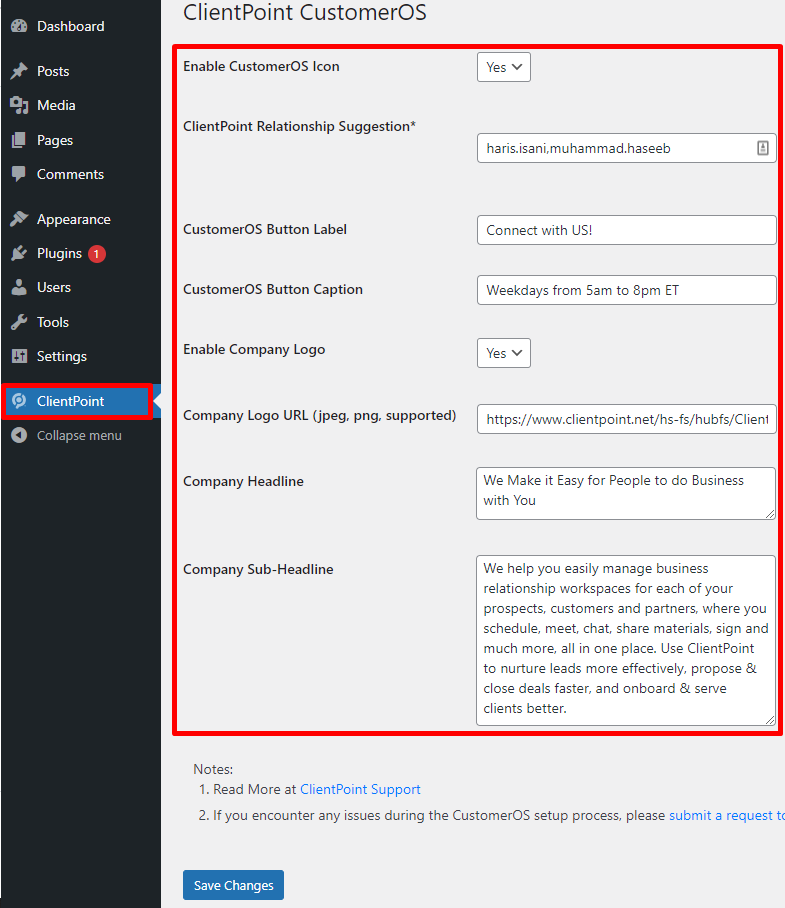 Dashboard
Posts
Media
Pages
Comments
Appearance
Plugins 1
Users
Tools
Settings
ClientPoint
Collapse menu
ClientPoint CustomerOS
Enable CustomerOS Icon
Yes
ClientPoint Relationship Suggestion*
haris.isani,muhammad.haseeb
CustomerOS Button Label
Connect with US!
CustomerOS Button Caption
Weekdays from 5am to 8pm ET
Enable Company Logo
Yes
Company Logo URL (jpeg, png, supported)
https://www.clientpoint.net/hs-fs/hubfs/Client
Company Headline
We Make it Easy for People to do Business
with You
Company Sub-Headline
We help you easily manage business
relationship workspaces for each of your
prospects, customers and partners, where you
schedule, meet, chat, share materials, sign and
much more, all in one place. Use ClientPoint
to nurture leads more effectively, propose &
close deals faster, and onboard & serve
clients better.
Notes:
1. Read More at ClientPoint Support
2. If you encounter any issues during the CustomerOS setup process, please submit a request to
Save Changes